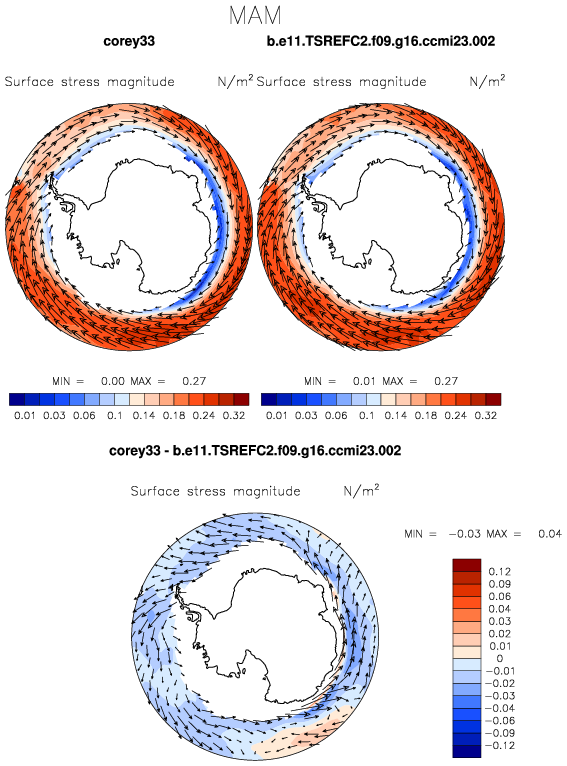 MAM
corey33 b.e11.TSREFC2.f09.g16.ccmi23.002
Surface stress magnitude N/m² Surface stress magnitude N/m²
MIN = 0.00 MAX = 0.27 MIN = 0.01 MAX = 0.27
0.01 0.03 0.06 0.1 0.14 0.18 0.24 0.32 0.01 0.03 0.06 0.1 0.14 0.18 0.24 0.32
corey33 - b.e11.TSREFC2.f09.g16.ccmi23.002
Surface stress magnitude N/m²
MIN = -0.03 MAX = 0.04
0.12
0.09
0.06
0.04
0.03
0.02
0.01
0
-0.01
-0.02
-0.03
-0.04
-0.06
-0.09
-0.12